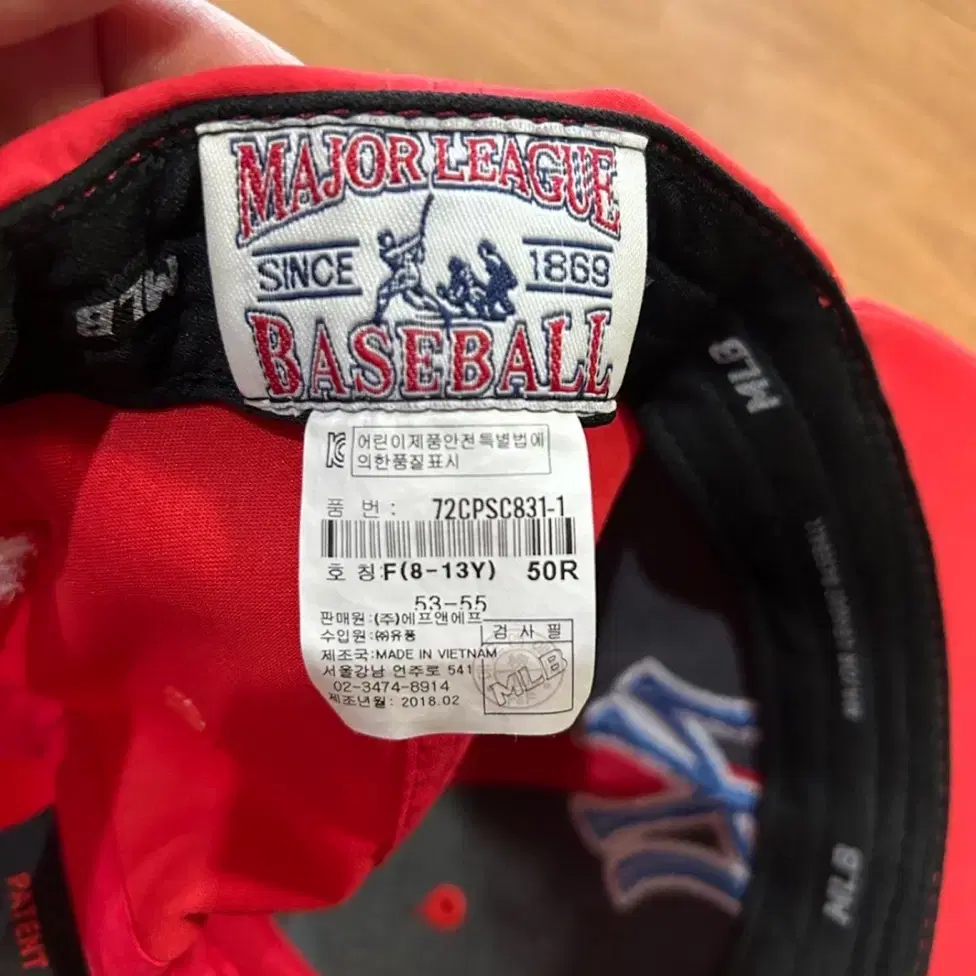 MAJOR LEAGUE
SINCE 1869
BASEBALL
어린이제품안전특별법에
의한품질표시
품 번 : 72CPSC831-1
호 칭:F(8-13Y) 50R
53-55
판매원:(주)에프앤에프
수입원:㈜유풍
제조국:MADE IN VIETNAM
서울강남 언주로 541
02-3474-8914
제조년월: 2018.02
검 사 필
MLB
MLB
MLB
MLB
PATENT
NY